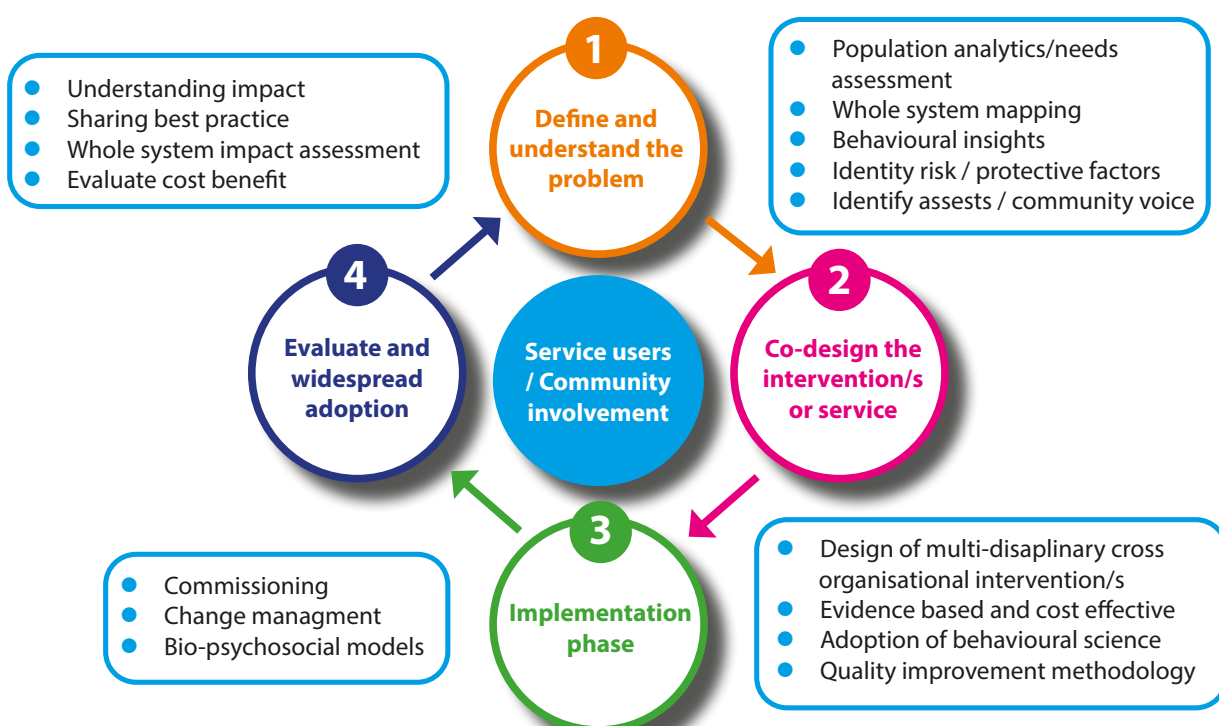 1
Define and
understand the
problem
Population analytics/needs
assessment
Whole system mapping
Behavioural insights
Identity risk / protective factors
Identify assests / community voice
2
Co-design the
intervention/s
or service
Design of multi-disaplinary cross
organisational intervention/s
Evidence based and cost effective
Adoption of behavioural science
Quality improvement methodology
3
Implementation
phase
Commissioning
Change managment
Bio-psychosocial models
4
Evaluate and
widespread
adoption
Understanding impact
Sharing best practice
Whole system impact assessment
Evaluate cost benefit
Service users
/ Community
involvement